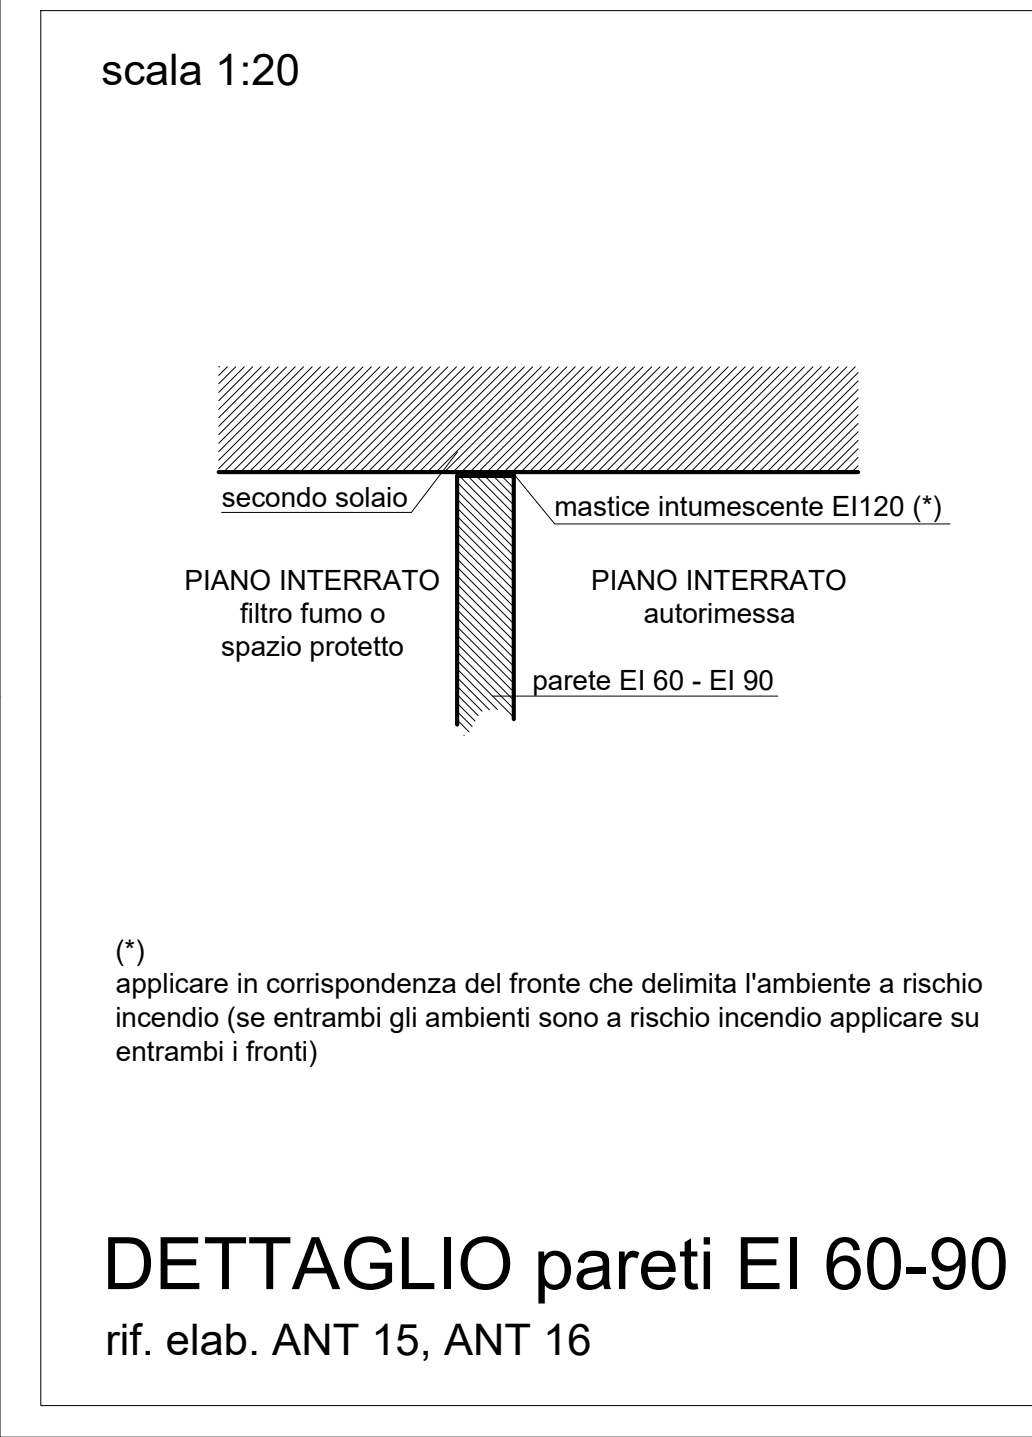 scala 1:20
secondo solaio
mastice intumescente EI120 (*)
PIANO INTERRATO
filtro fumo o
spazio protetto
PIANO INTERRATO
autorimessa
parete EI 60 - EI 90
(*)
applicare in corrispondenza del fronte che delimita l'ambiente a rischio
incendio (se entrambi gli ambienti sono a rischio incendio applicare su
entrambi i fronti)
DETTAGLIO pareti EI 60-90
rif. elab. ANT 15, ANT 16